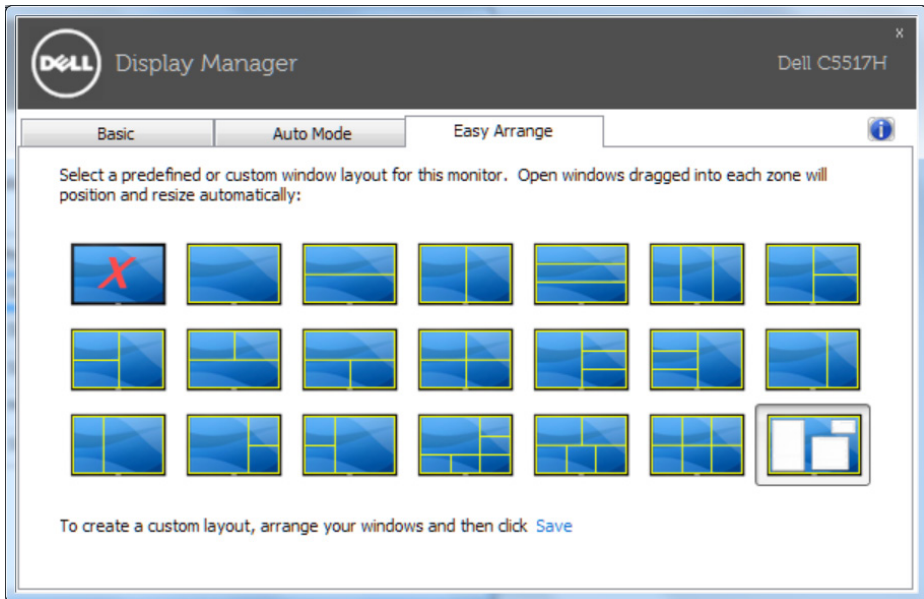 x
DELL Display Manager Dell C5517H
Basic Auto Mode Easy Arrange
Select a predefined or custom window layout for this monitor. Open windows dragged into each zone will
position and resize automatically:
X
To create a custom layout, arrange your windows and then click Save